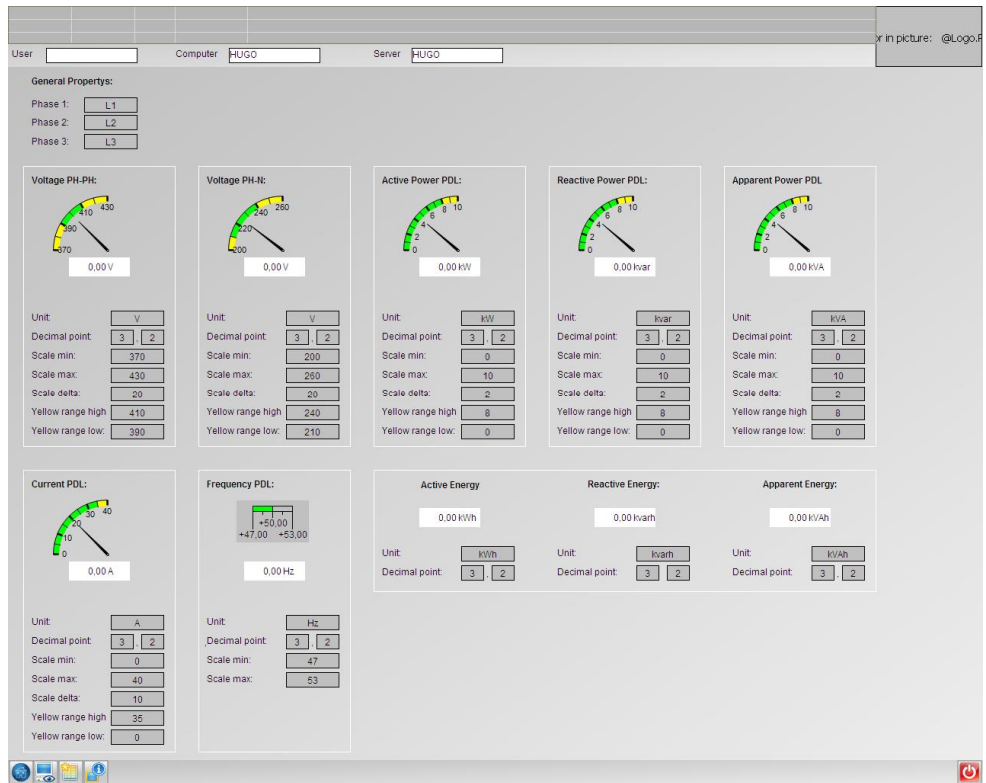 or in picture: @Logo.F
User Computer HUGO Server HUGO
General Propertys:
Phase 1: L1
Phase 2: L2
Phase 3: L3
Voltage PH-PH:
370 390 410 430
0,00 V
Unit: V
Decimal point: 3 . 2
Scale min: 370
Scale max: 430
Scale delta: 20
Yellow range high 410
Yellow range low: 390
Voltage PH-N:
200 220 240 260
0,00 V
Unit: V
Decimal point: 3 . 2
Scale min: 200
Scale max: 260
Scale delta: 20
Yellow range high 240
Yellow range low: 210
Active Power PDL:
0 2 4 6 8 10
0,00 kW
Unit: kW
Decimal point: 3 . 2
Scale min: 0
Scale max: 10
Scale delta: 2
Yellow range high 8
Yellow range low: 0
Reactive Power PDL:
0 2 4 6 8 10
0,00 kvar
Unit: kvar
Decimal point: 3 . 2
Scale min: 0
Scale max: 10
Scale delta: 2
Yellow range high 8
Yellow range low: 0
Apparent Power PDL
0 2 4 6 8 10
0,00 kVA
Unit: kVA
Decimal point: 3 . 2
Scale min: 0
Scale max: 10
Scale delta: 2
Yellow range high 8
Yellow range low: 0
Current PDL:
0 10 20 30 40
0,00 A
Unit: A
Decimal point: 3 . 2
Scale min: 0
Scale max: 40
Scale delta: 10
Yellow range high 35
Yellow range low: 0
Frequency PDL:
+50,00
+47,00 +53,00
0,00 Hz
Unit: Hz
Decimal point: 3 . 2
Scale min: 47
Scale max: 53
Active Energy
0,00 kWh
Unit: kWh
Decimal point: 3 . 2
Reactive Energy:
0,00 kvarh
Unit: kvarh
Decimal point: 3 . 2
Apparent Energy:
0,00 kVAh
Unit: kVAh
Decimal point: 3 . 2